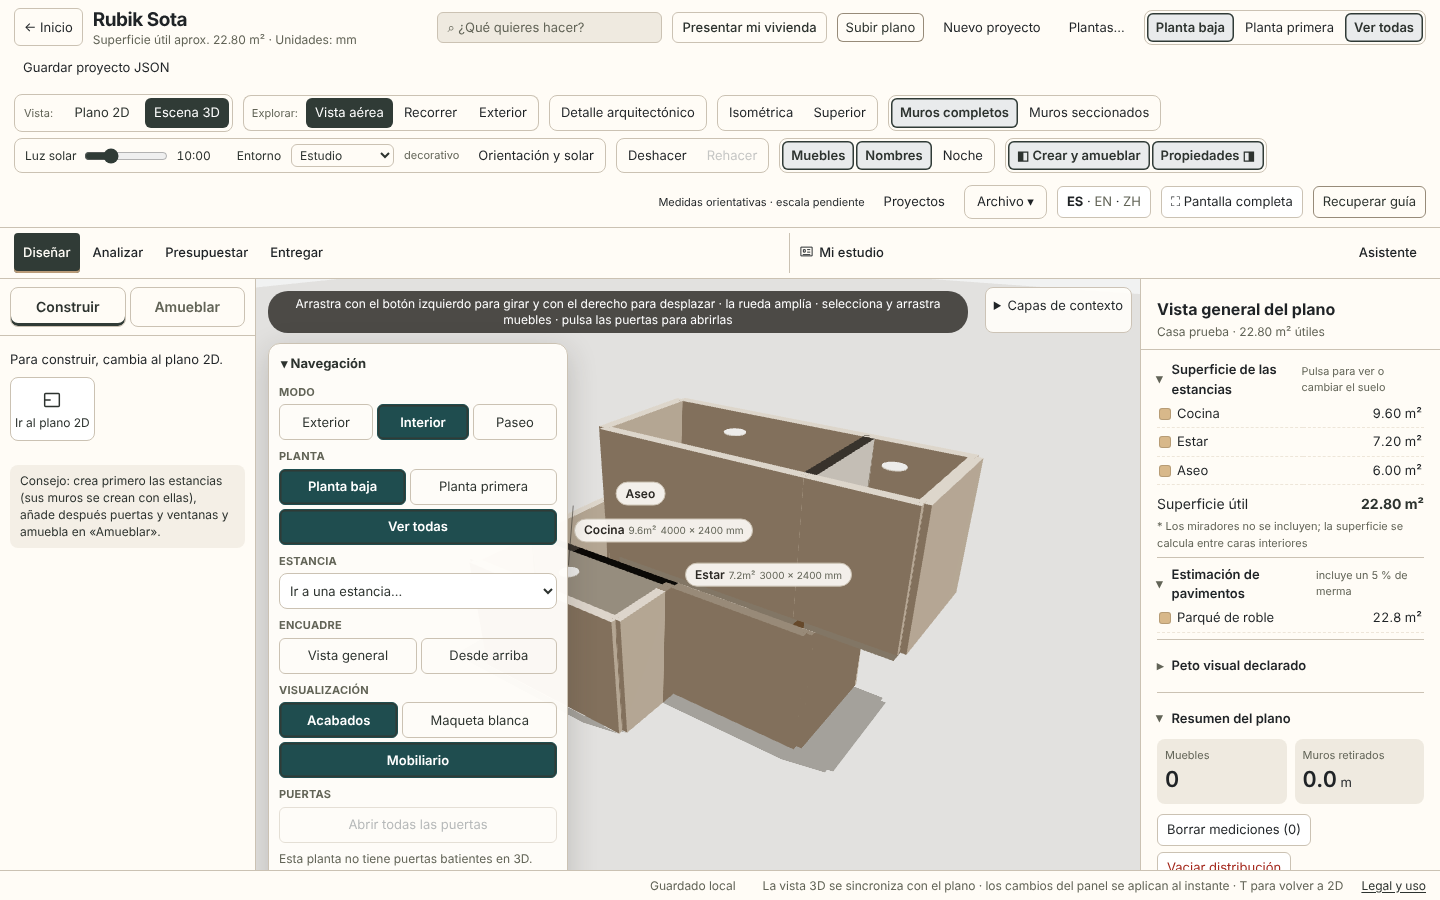 ← Inicio
Rubik Sota
Superficie útil aprox. 22.80 m² · Unidades: mm
¿Qué quieres hacer?
Presentar mi vivienda
Subir plano
Nuevo proyecto
Plantas...
Planta baja
Planta primera
Ver todas
Guardar proyecto JSON
Vista:
Plano 2D
Escena 3D
Explorar:
Vista aérea
Recorrer
Exterior
Detalle arquitectónico
Isométrica
Superior
Muros completos
Muros seccionados
Luz solar
10:00
Entorno
Estudio
decorativo
Orientación y solar
Deshacer
Rehacer
Muebles
Nombres
Noche
◧ Crear y amueblar
Propiedades ◨
Medidas orientativas · escala pendiente
Proyectos
Archivo ▾
ES · EN · ZH
⛶ Pantalla completa
Recuperar guía
Diseñar
Analizar
Presupuestar
Entregar
Mi estudio
Asistente
Construir
Amueblar
Para construir, cambia al plano 2D.
Ir al plano 2D
Consejo: crea primero las estancias
(sus muros se crean con ellas),
añade después puertas y ventanas y
amuebla en «Amueblar».
Arrastra con el botón izquierdo para girar y con el derecho para desplazar · la rueda amplía · selecciona y arrastra
muebles · pulsa las puertas para abrirlas
▶ Capas de contexto
▾ Navegación
MODO
Exterior
Interior
Paseo
PLANTA
Planta baja
Planta primera
Ver todas
ESTANCIA
Ir a una estancia...
ENCUADRE
Vista general
Desde arriba
VISUALIZACIÓN
Acabados
Maqueta blanca
Mobiliario
PUERTAS
Abrir todas las puertas
Esta planta no tiene puertas batientes en 3D.
Aseo
Cocina 9.6m² 4000 × 2400 mm
Estar 7.2m² 3000 × 2400 mm
Vista general del plano
Casa prueba · 22.80 m² útiles
▾ Superficie de las
estancias
Pulsa para ver o
cambiar el suelo
Cocina 9.60 m²
Estar 7.20 m²
Aseo 6.00 m²
Superficie útil 22.80 m²
* Los miradores no se incluyen; la superficie se
calcula entre caras interiores
▾ Estimación de
pavimentos
incluye un 5 % de
merma
Parqué de roble 22.8 m²
▸ Peto visual declarado
▾ Resumen del plano
Muebles
0
Muros retirados
0.0 m
Borrar mediciones (0)
Vaciar distribución
Guardado local
La vista 3D se sincroniza con el plano · los cambios del panel se aplican al instante · T para volver a 2D
Legal y uso